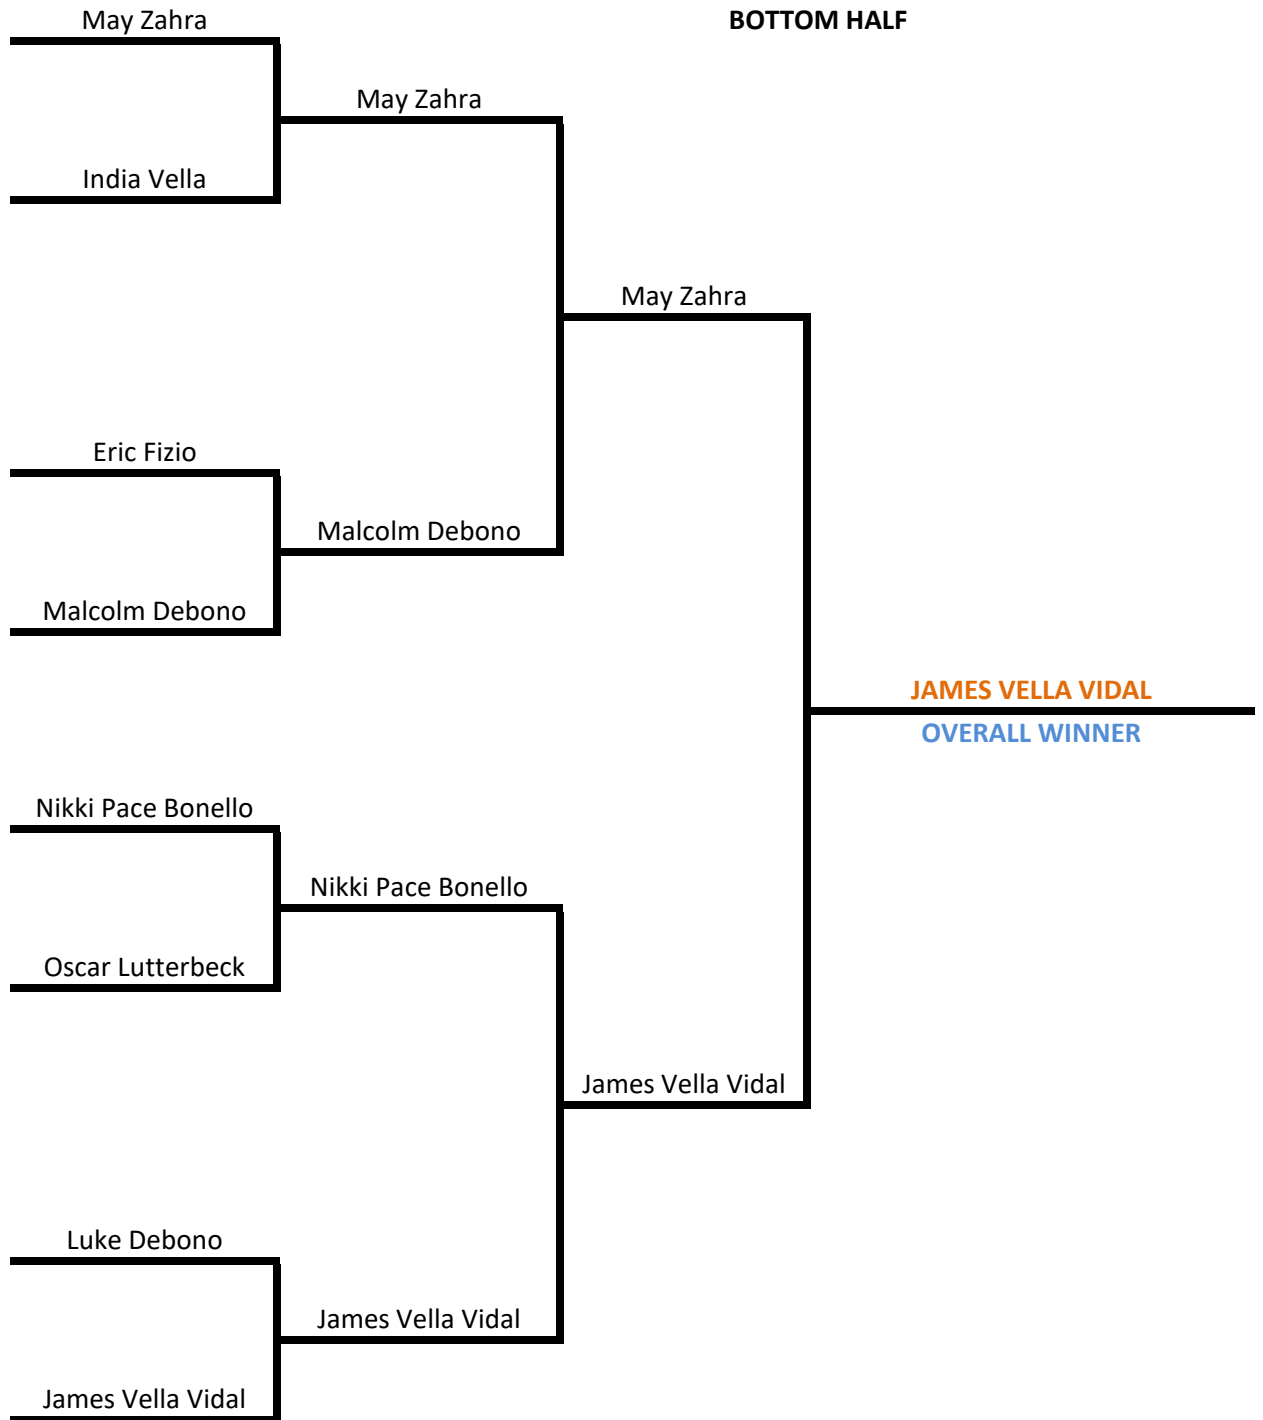 May Zahra
BOTTOM HALF
May Zahra
India Vella
May Zahra
Eric Fizio
Malcolm Debono
Malcolm Debono
JAMES VELLA VIDAL
OVERALL WINNER
Nikki Pace Bonello
Nikki Pace Bonello
Oscar Lutterbeck
James Vella Vidal
Luke Debono
James Vella Vidal
James Vella Vidal